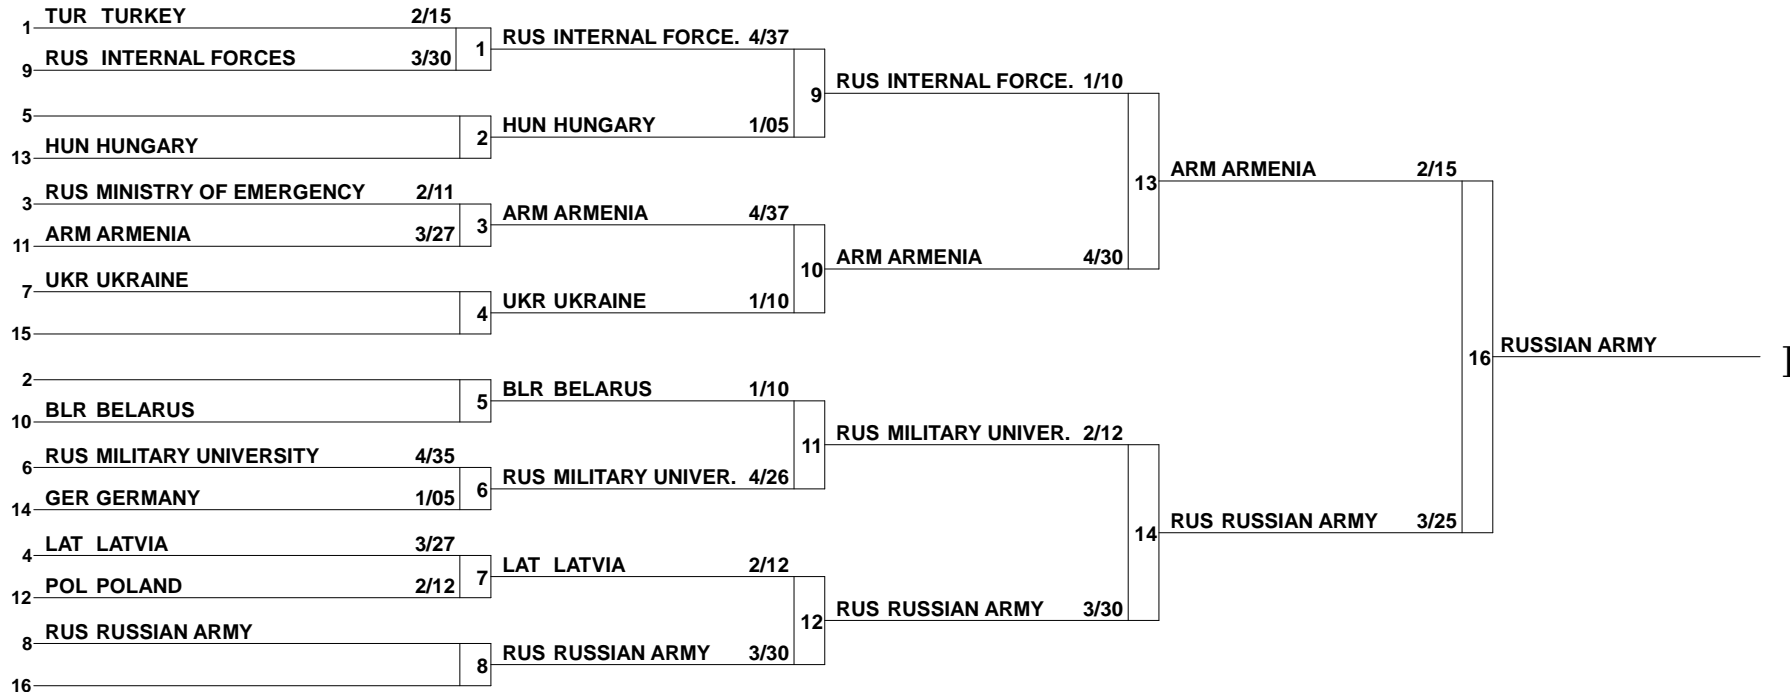 TUR TURKEY 2/15
1
RUS INTERNAL FORCE. 4/37
1
RUS INTERNAL FORCES 3/30
9
RUS INTERNAL FORCE. 1/10
9
5
HUN HUNGARY 1/05
2
HUN HUNGARY
13
ARM ARMENIA 2/15
13
RUS MINISTRY OF EMERGENCY 2/11
3
ARM ARMENIA 4/37
3
ARM ARMENIA 3/27
11
ARM ARMENIA 4/30
10
UKR UKRAINE
7
UKR UKRAINE 1/10
4
15
RUSSIAN ARMY
16
2
BLR BELARUS 1/10
5
BLR BELARUS
10
RUS MILITARY UNIVER. 2/12
11
RUS MILITARY UNIVERSITY 4/35
6
RUS MILITARY UNIVER. 4/26
6
GER GERMANY 1/05
14
RUS RUSSIAN ARMY 3/25
14
LAT LATVIA 3/27
4
LAT LATVIA 2/12
7
POL POLAND 2/12
12
RUS RUSSIAN ARMY 3/30
12
RUS RUSSIAN ARMY
8
RUS RUSSIAN ARMY 3/30
8
16